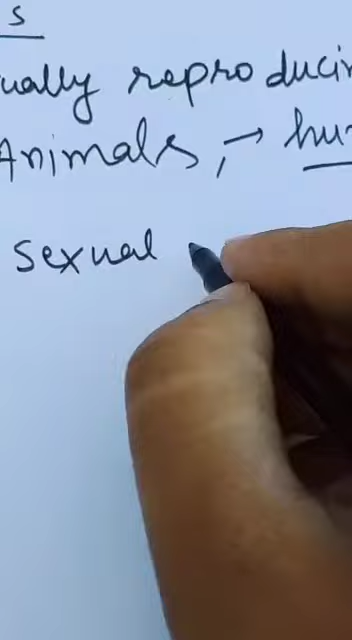 s
ually reproducin
Animals, → hu
sexual